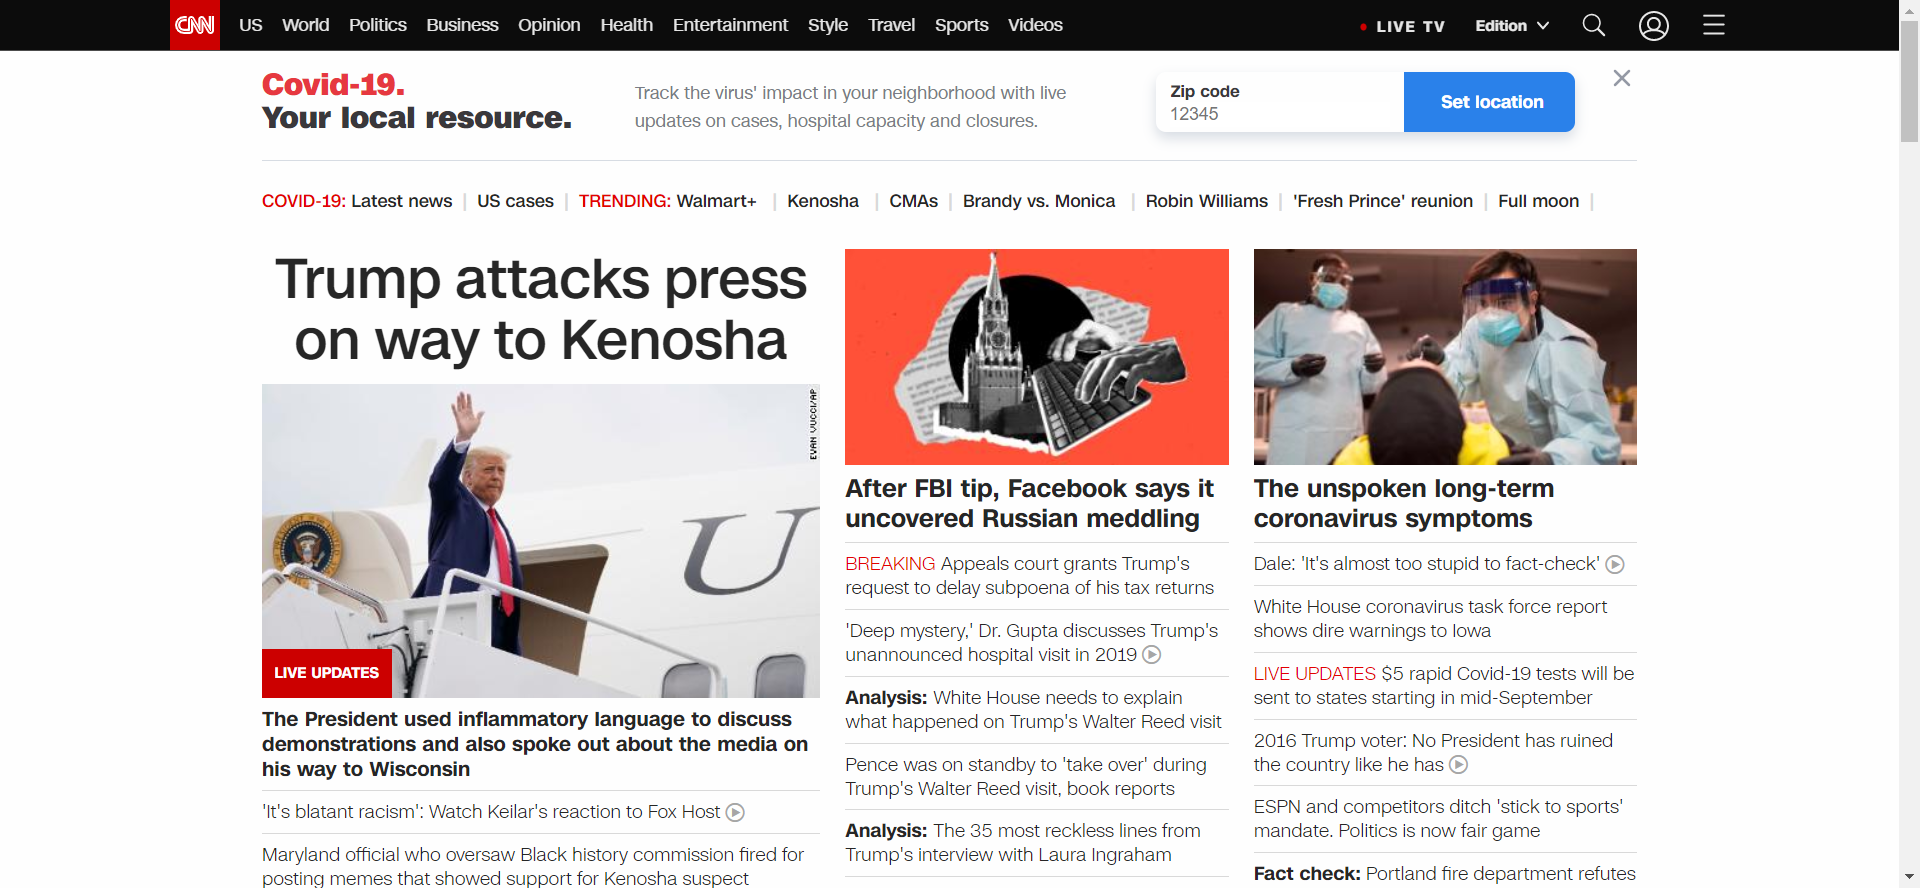 CNN US World Politics Business Opinion Health Entertainment Style Travel Sports Videos LIVE TV Edition
Covid-19.
Your local resource.
Track the virus' impact in your neighborhood with live
updates on cases, hospital capacity and closures.
Zip code
12345
Set location
COVID-19: Latest news US cases TRENDING: Walmart+ Kenosha CMAs Brandy vs. Monica Robin Williams 'Fresh Prince' reunion Full moon
Trump attacks press
on way to Kenosha
EVAN VUCCI/AP
U
LIVE UPDATES
The President used inflammatory language to discuss
demonstrations and also spoke out about the media on
his way to Wisconsin
'It's blatant racism': Watch Keilar's reaction to Fox Host
Maryland official who oversaw Black history commission fired for
posting memes that showed support for Kenosha suspect
After FBI tip, Facebook says it
uncovered Russian meddling
BREAKING Appeals court grants Trump's
request to delay subpoena of his tax returns
'Deep mystery,' Dr. Gupta discusses Trump's
unannounced hospital visit in 2019
Analysis: White House needs to explain
what happened on Trump's Walter Reed visit
Pence was on standby to 'take over' during
Trump's Walter Reed visit, book reports
Analysis: The 35 most reckless lines from
Trump's interview with Laura Ingraham
The unspoken long-term
coronavirus symptoms
Dale: 'It's almost too stupid to fact-check'
White House coronavirus task force report
shows dire warnings to Iowa
LIVE UPDATES $5 rapid Covid-19 tests will be
sent to states starting in mid-September
2016 Trump voter: No President has ruined
the country like he has
ESPN and competitors ditch 'stick to sports'
mandate. Politics is now fair game
Fact check: Portland fire department refutes